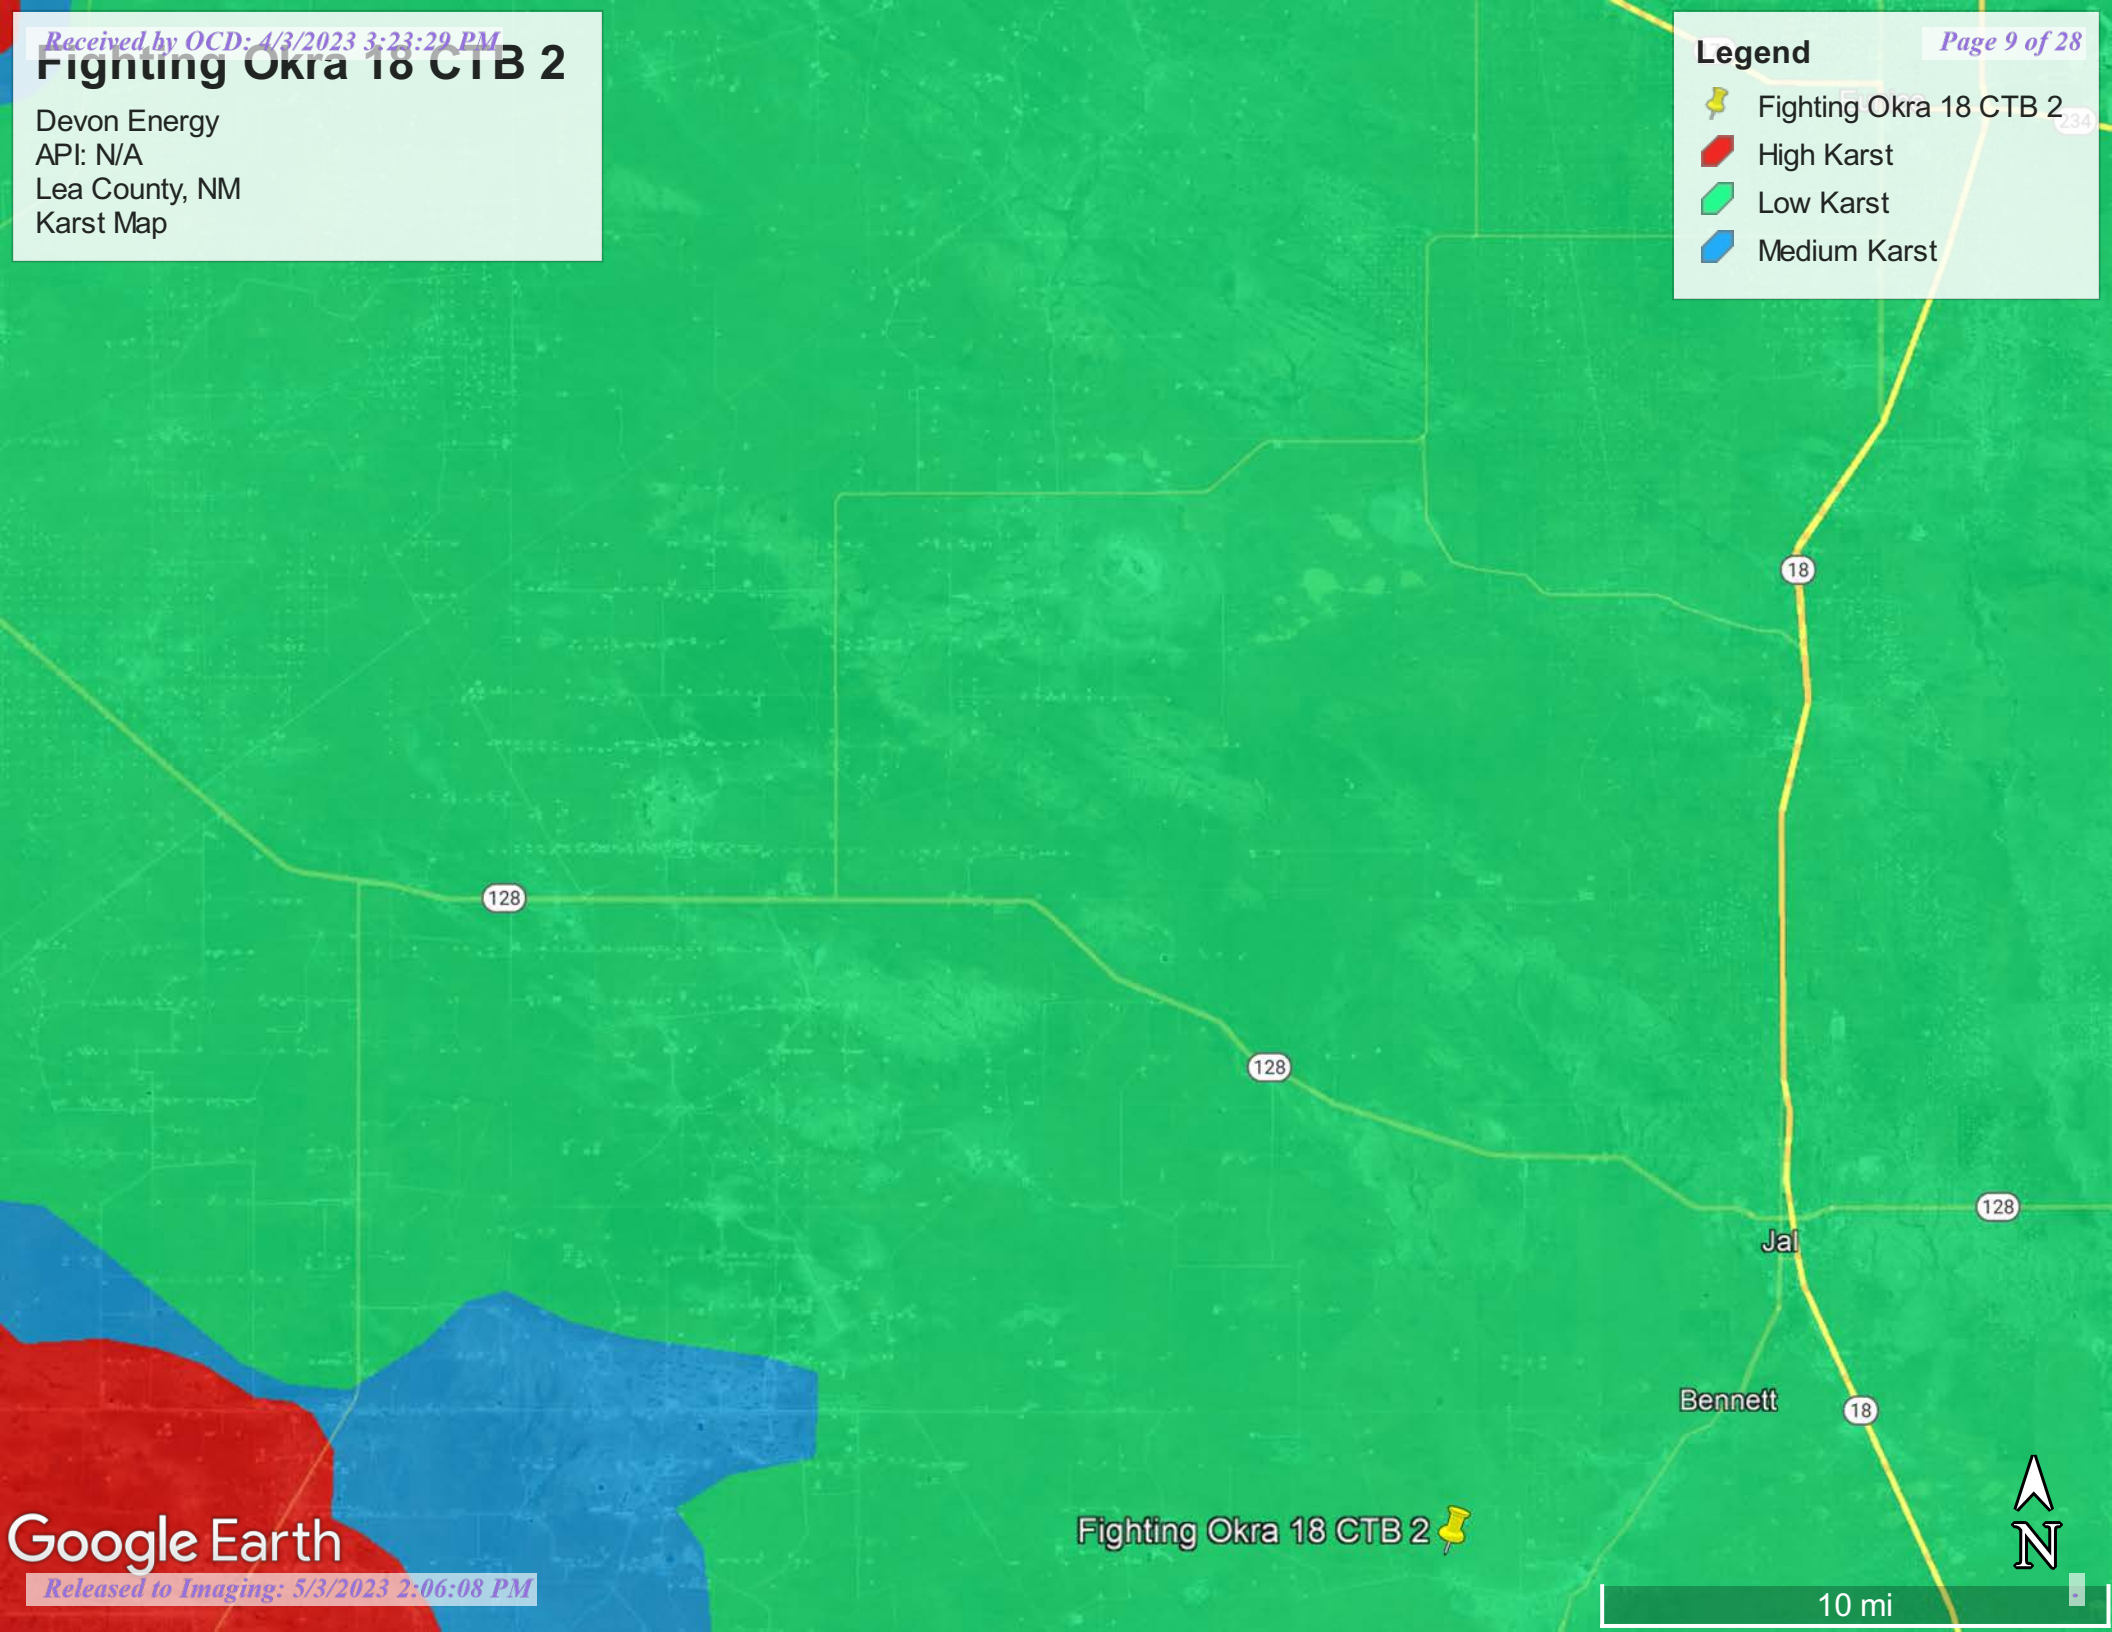 Received by OCD: 4/3/2023 3:23:29 PM
Fighting Okra 18 CTB 2
Devon Energy
API: N/A
Lea County, NM
Karst Map
Page 9 of 28
Legend
Fighting Okra 18 CTB 2
High Karst
Low Karst
Medium Karst
234
18
128
128
128
Jal
Bennett
18
Fighting Okra 18 CTB 2
N
10 mi
Google Earth
Released to Imaging: 5/3/2023 2:06:08 PM